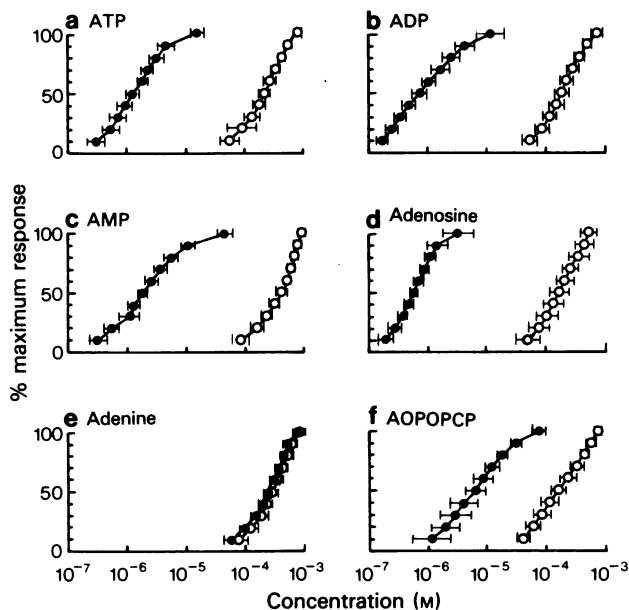 a ATP
b ADP
100
50
0
c AMP
d Adenosine
100
50
0
e Adenine
f AOPOPCP
100
50
0
% maximum response
10⁻⁷ 10⁻⁶ 10⁻⁵ 10⁻⁴ 10⁻³
10⁻⁷ 10⁻⁶ 10⁻⁵ 10⁻⁴ 10⁻³
Concentration (M)